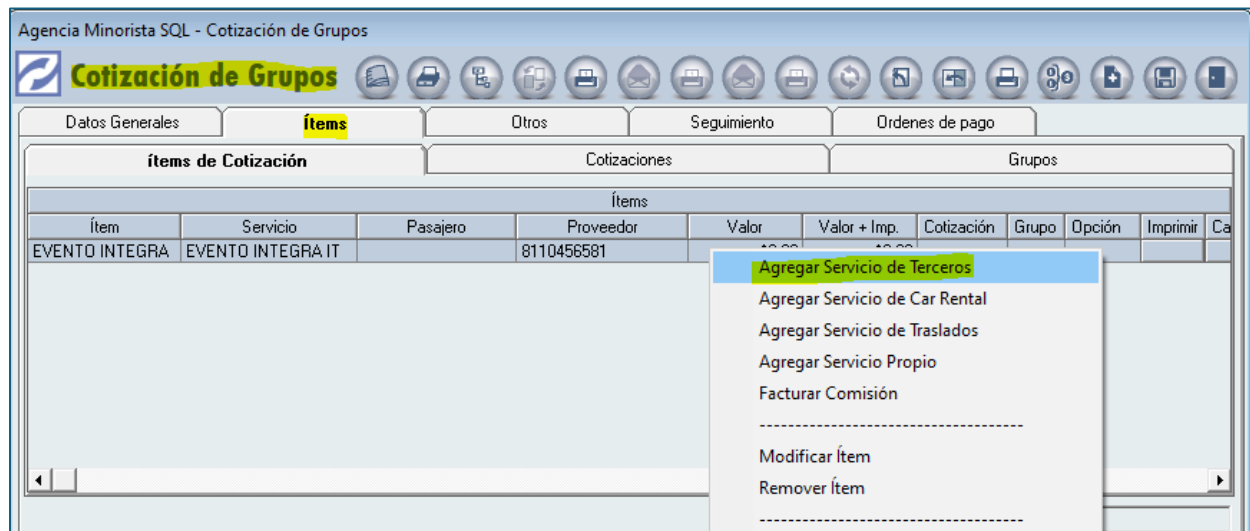 Agencia Minorista SQL - Cotización de Grupos
Cotización de Grupos
Datos Generales Ítems Otros Seguimiento Ordenes de pago
ítems de Cotización Cotizaciones Grupos
Ítems
Ítem Servicio Pasajero Proveedor Valor Valor + Imp. Cotización Grupo Opción Imprimir Ca
EVENTO INTEGRA EVENTO INTEGRA IT 8110456581
Agregar Servicio de Terceros
Agregar Servicio de Car Rental
Agregar Servicio de Traslados
Agregar Servicio Propio
Facturar Comisión
------------------------------------
Modificar Ítem
Remover Ítem
------------------------------------